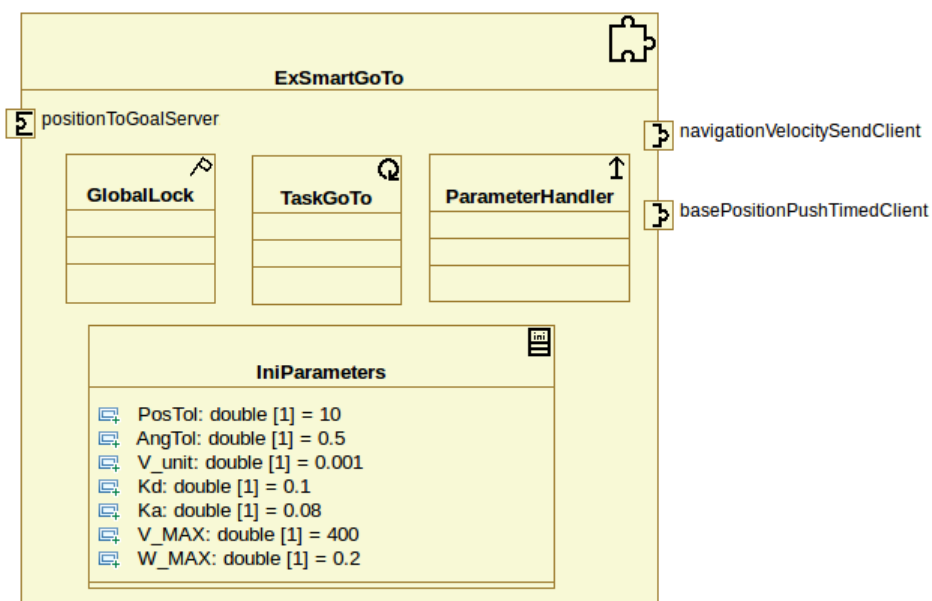 ExSmartGoTo
positionToGoalServer
navigationVelocitySendClient
GlobalLock
TaskGoTo
ParameterHandler
basePositionPushTimedClient
ini
IniParameters
PosTol: double [1] = 10
AngTol: double [1] = 0.5
V_unit: double [1] = 0.001
Kd: double [1] = 0.1
Ka: double [1] = 0.08
V_MAX: double [1] = 400
W_MAX: double [1] = 0.2